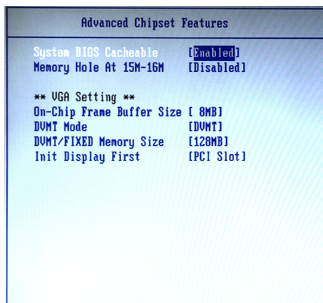 Advanced Chipset Features
System BIOS Cacheable [Enabled]
Memory Hole At 15M-16M [Disabled]
** VGA Setting **
On-Chip Frame Buffer Size [ 8MB]
DVMT Mode [DVMT]
DVMT/FIXED Memory Size [128MB]
Init Display First [PCI Slot]